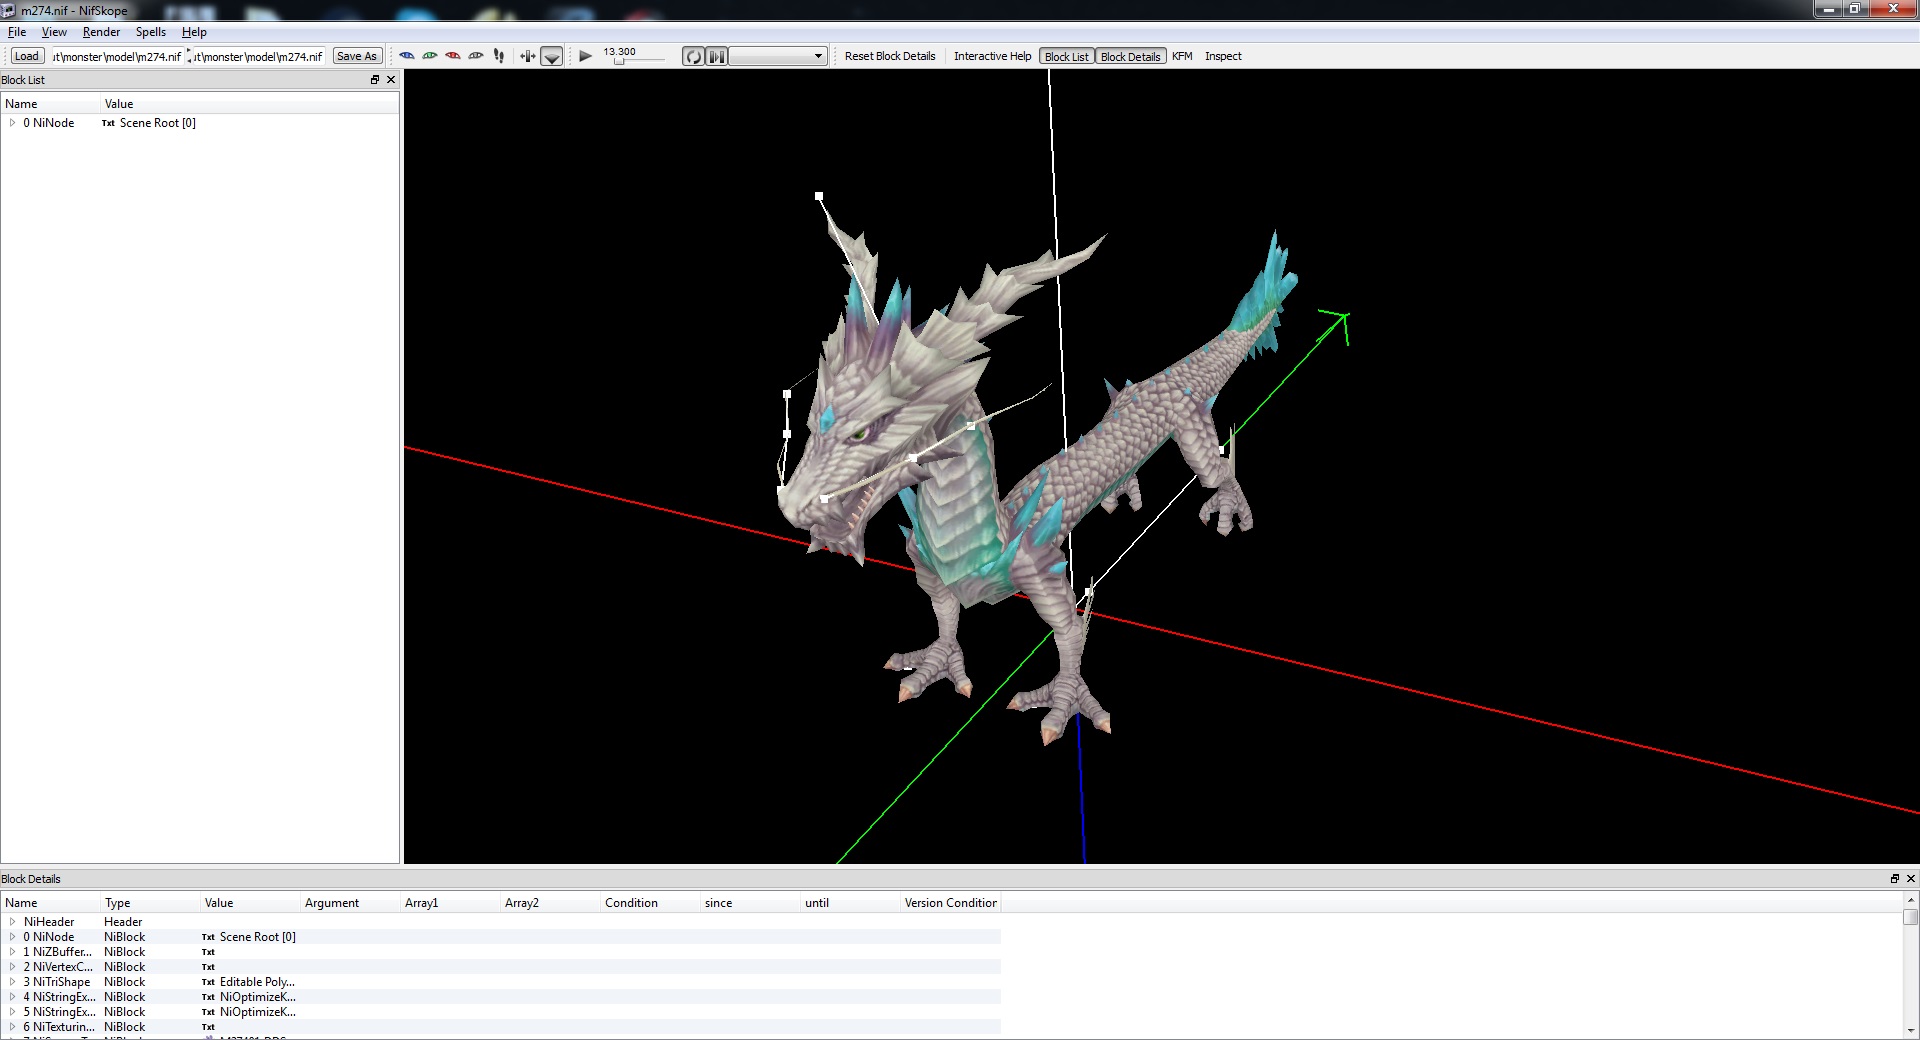 m274.nif - NifSkope
File View Render Spells Help
Load ıt\monster\model\m274.nif ıt\monster\model\m274.nif Save As 13.300 Reset Block Details Interactive Help Block List Block Details KFM Inspect
Block List
Name Value
0 NiNode Txt Scene Root [0]
Block Details
Name Type Value Argument Array1 Array2 Condition since until Version Condition
NiHeader Header
0 NiNode NiBlock Txt Scene Root [0]
1 NiZBuffer... NiBlock Txt
2 NiVertexC... NiBlock Txt
3 NiTriShape NiBlock Txt Editable Poly...
4 NiStringEx... NiBlock Txt NiOptimizeK...
5 NiStringEx... NiBlock Txt NiOptimizeK...
6 NiTexturin... NiBlock Txt